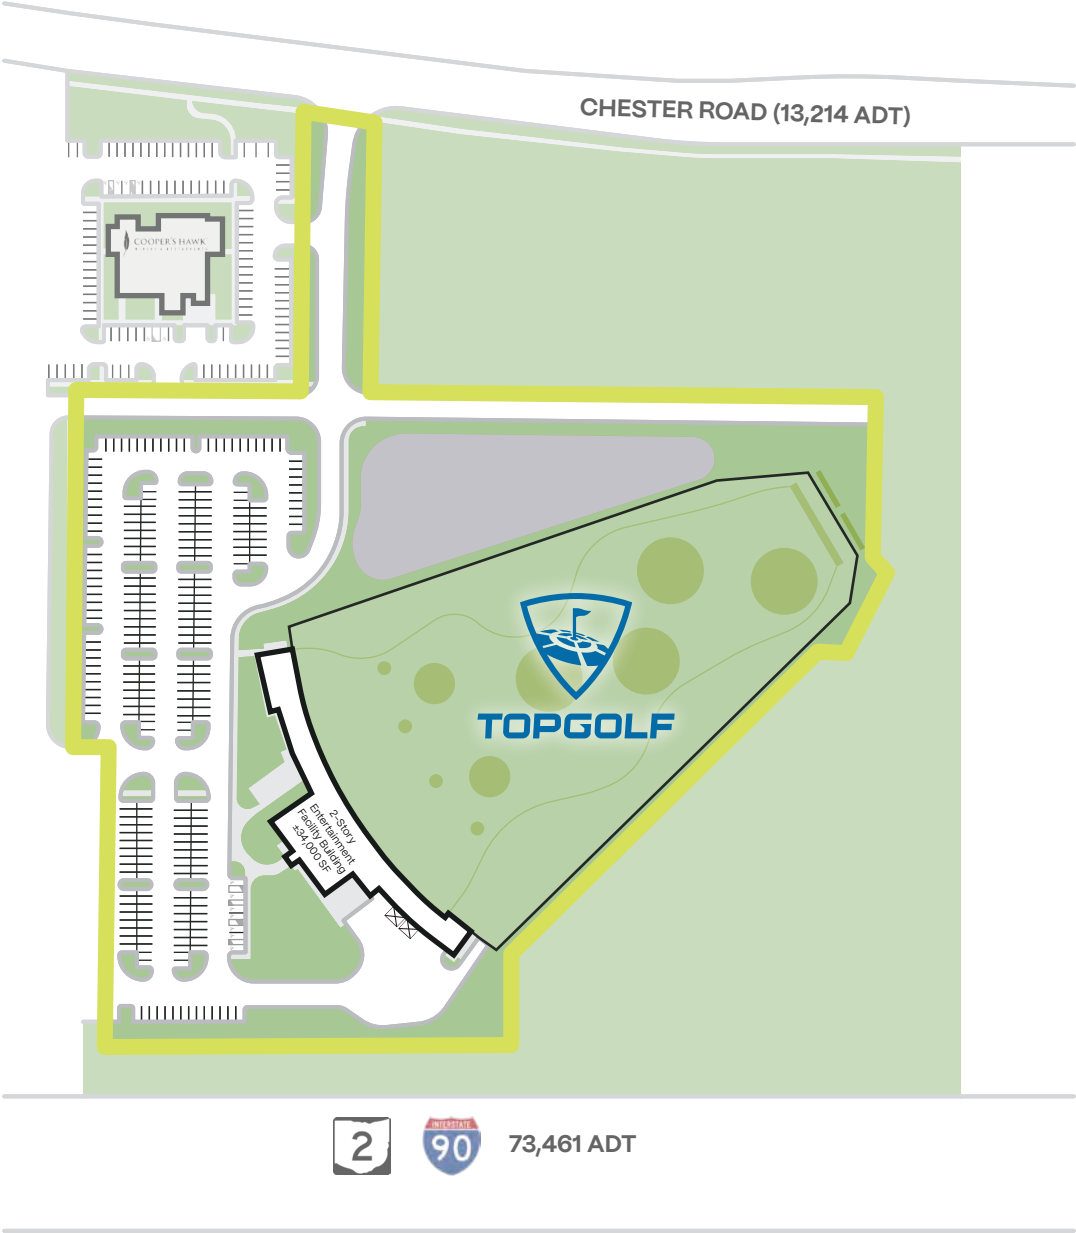 CHESTER ROAD (13,214 ADT)
COOPER'S HAWK
TOPGOLF
2-Story
Entertainment
Facility Building
±34,000 SF
2
INTERSTATE
90
73,461 ADT